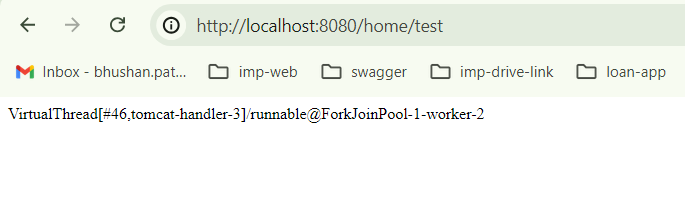 http://localhost:8080/home/test
Inbox - bhushan.pat... imp-web swagger imp-drive-link loan-app
VirtualThread[#46,tomcat-handler-3]/runnable@ForkJoinPool-1-worker-2